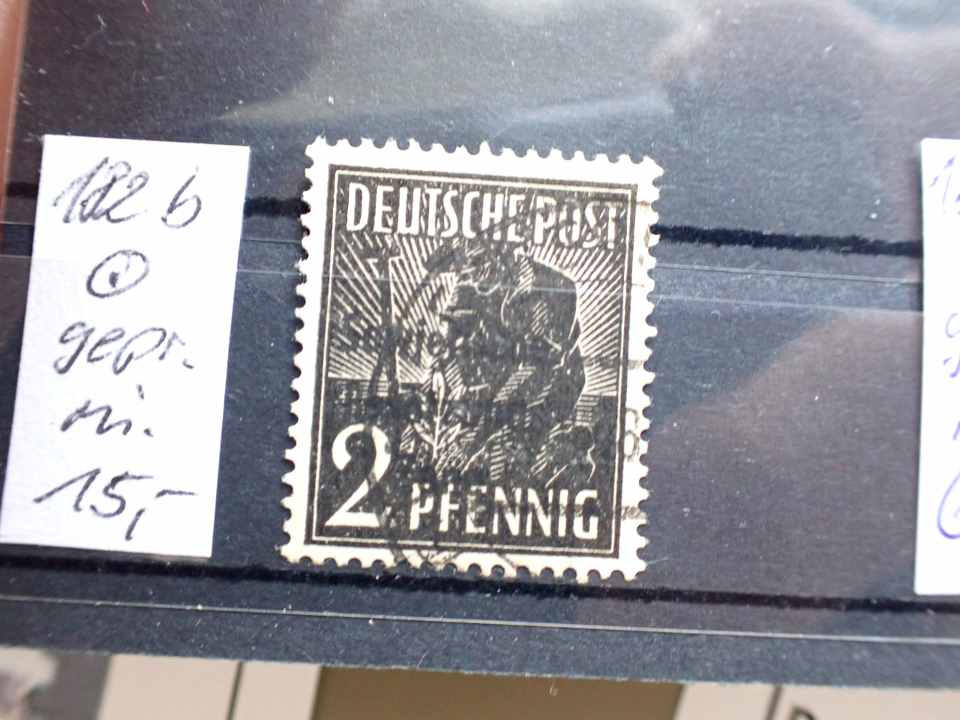 182 b
gepr.
15,-
DEUTSCHE POST
2 PFENNIG